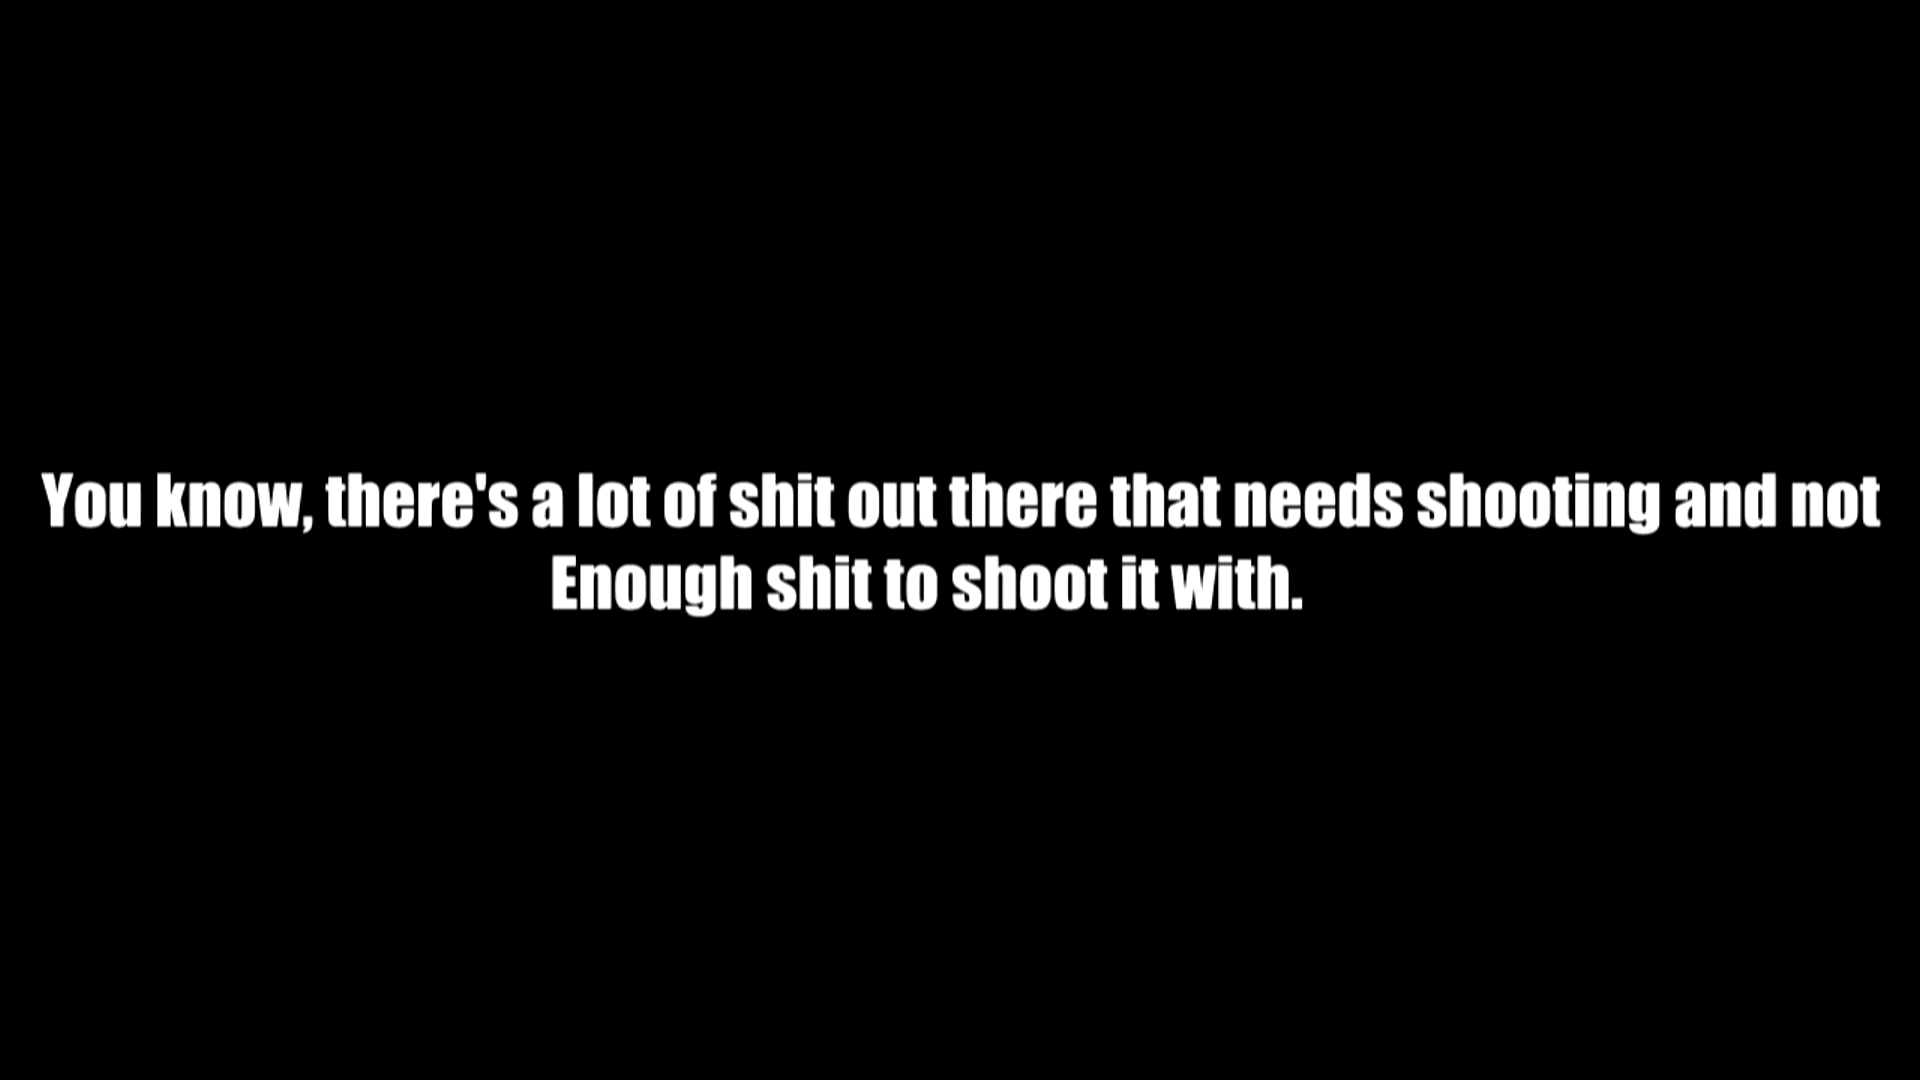 You know, there's a lot of shit out there that needs shooting and not
Enough shit to shoot it with.